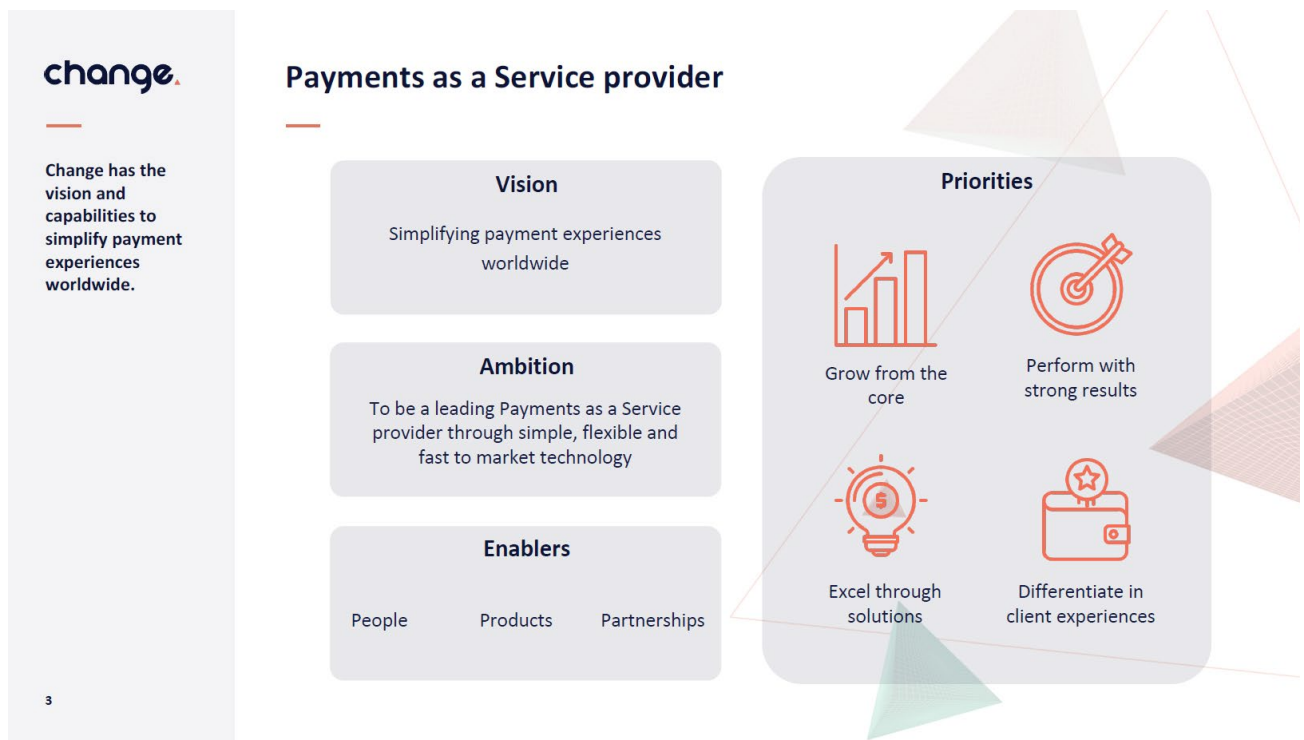 change.
Change has the
vision and
capabilities to
simplify payment
experiences
worldwide.
3
Payments as a Service provider
Vision
Simplifying payment experiences
worldwide
Ambition
To be a leading Payments as a Service
provider through simple, flexible and
fast to market technology
Enablers
People Products Partnerships
Priorities
Grow from the
core
Perform with
strong results
$
Excel through
solutions
Differentiate in
client experiences